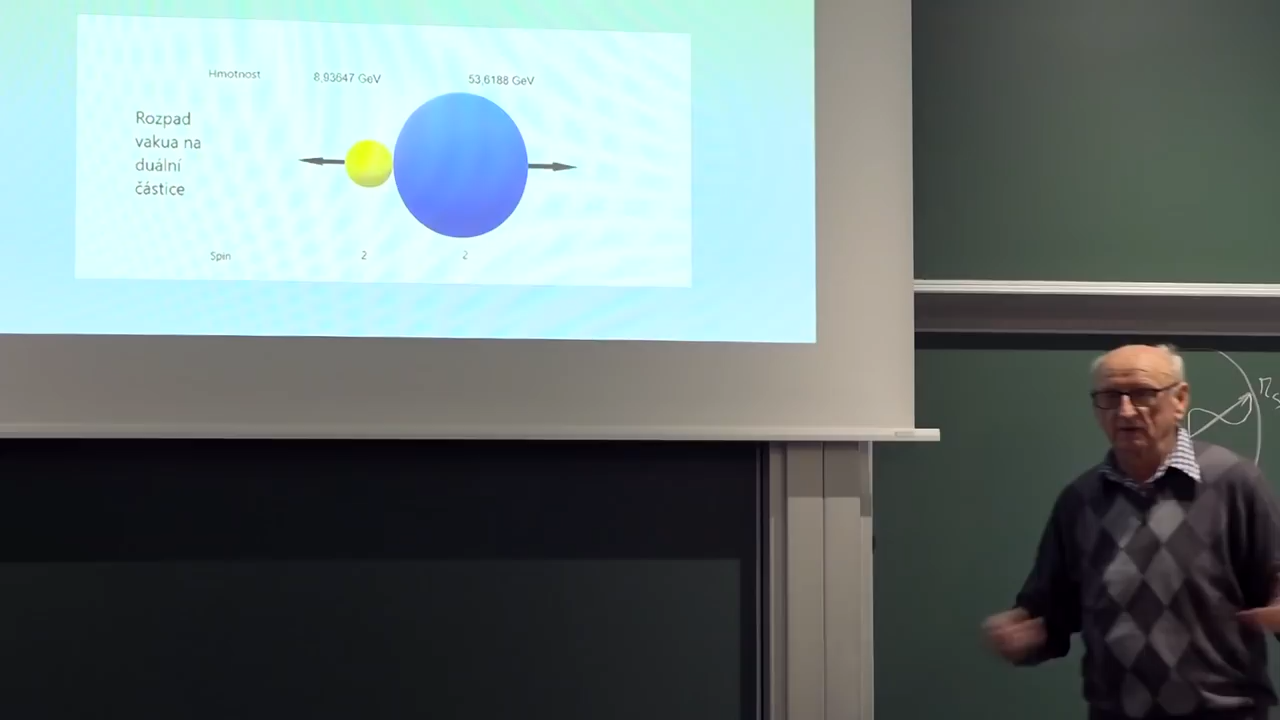 Hmotnost 8,93647 GeV 53,6188 GeV
Rozpad
vakua na
duální
částice
Spin 2 2